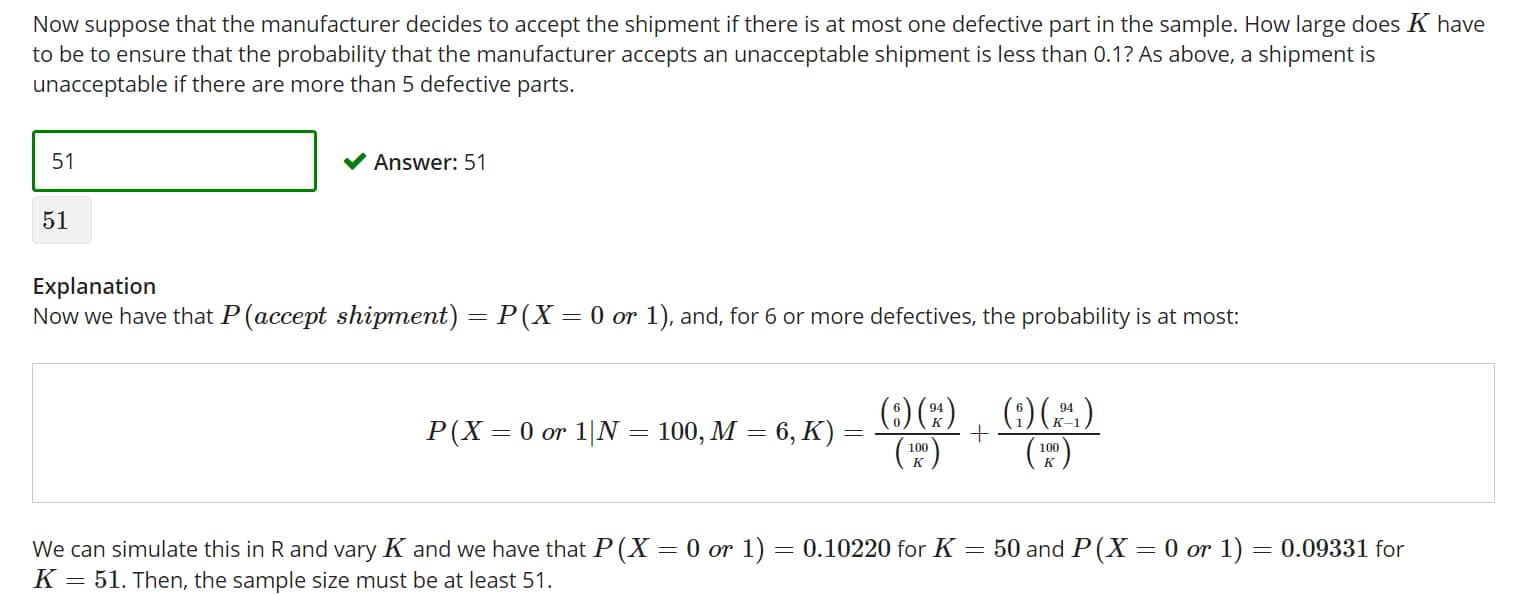 Now suppose that the manufacturer decides to accept the shipment if there is at most one defective part in the sample. How large does K have
to be to ensure that the probability that the manufacturer accepts an unacceptable shipment is less than 0.1? As above, a shipment is
unacceptable if there are more than 5 defective parts.
51
✔ Answer: 51
51
Explanation
Now we have that P(accept shipment) = P(X = 0 or 1), and, for 6 or more defectives, the probability is at most:
P(X = 0 or 1|N = 100, M = 6, K) = \frac{\binom{6}{0}\binom{94}{K}}{\binom{100}{K}} + \frac{\binom{6}{1}\binom{94}{K-1}}{\binom{100}{K}}
We can simulate this in R and vary K and we have that P(X = 0 or 1) = 0.10220 for K = 50 and P(X = 0 or 1) = 0.09331 for
K = 51. Then, the sample size must be at least 51.